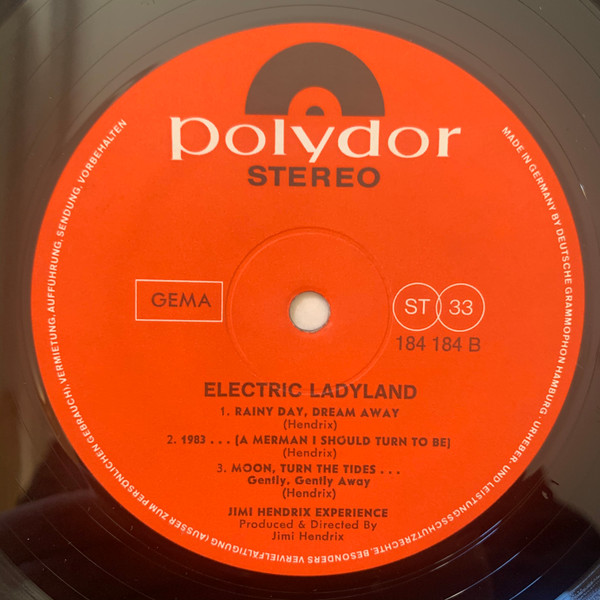 polydor
STEREO
GEMA
ST 33
184 184 B
ELECTRIC LADYLAND
1. RAINY DAY, DREAM AWAY
(Hendrix)
2. 1983 . . . [A MERMAN I SHOULD TURN TO BE]
(Hendrix)
3. MOON, TURN THE TIDES . . .
Gently, Gently Away
(Hendrix)
JIMI HENDRIX EXPERIENCE
Produced & Directed By
Jimi Hendrix
MADE IN GERMANY BY DEUTSCHE GRAMMOPHON HAMBURG · URHEBER- UND LEISTUNGSSCHUTZRECHTE, BESONDERS VERVIELFÄLTIGUNG (AUSSER ZUM PERSÖNLICHEN GEBRAUCH), VERMIETUNG, AUFFÜHRUNG, SENDUNG, VORBEHALTEN